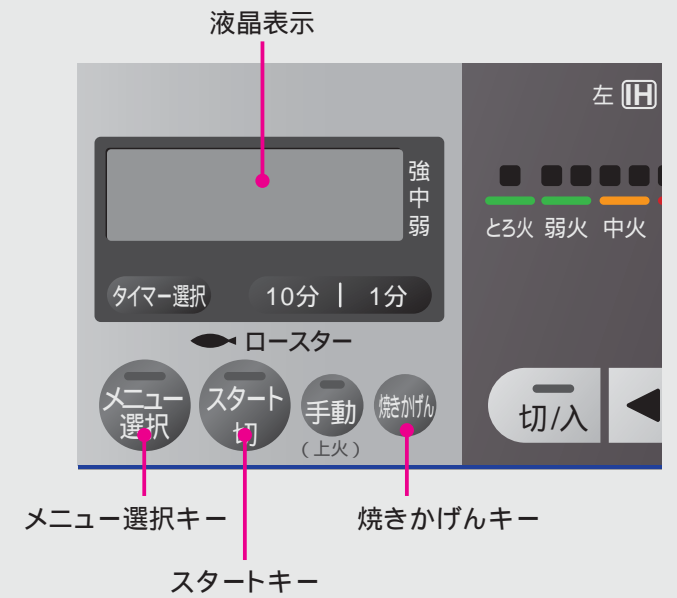 液晶表示
左 IH
強
中
弱
とろ火 弱火 中火
タイマー選択 10分 | 1分
ロースター
メニュー
選択
スタート
切
手動
焼きかげん
(上火)
切/入
メニュー選択キー
焼きかげんキー
スタートキー